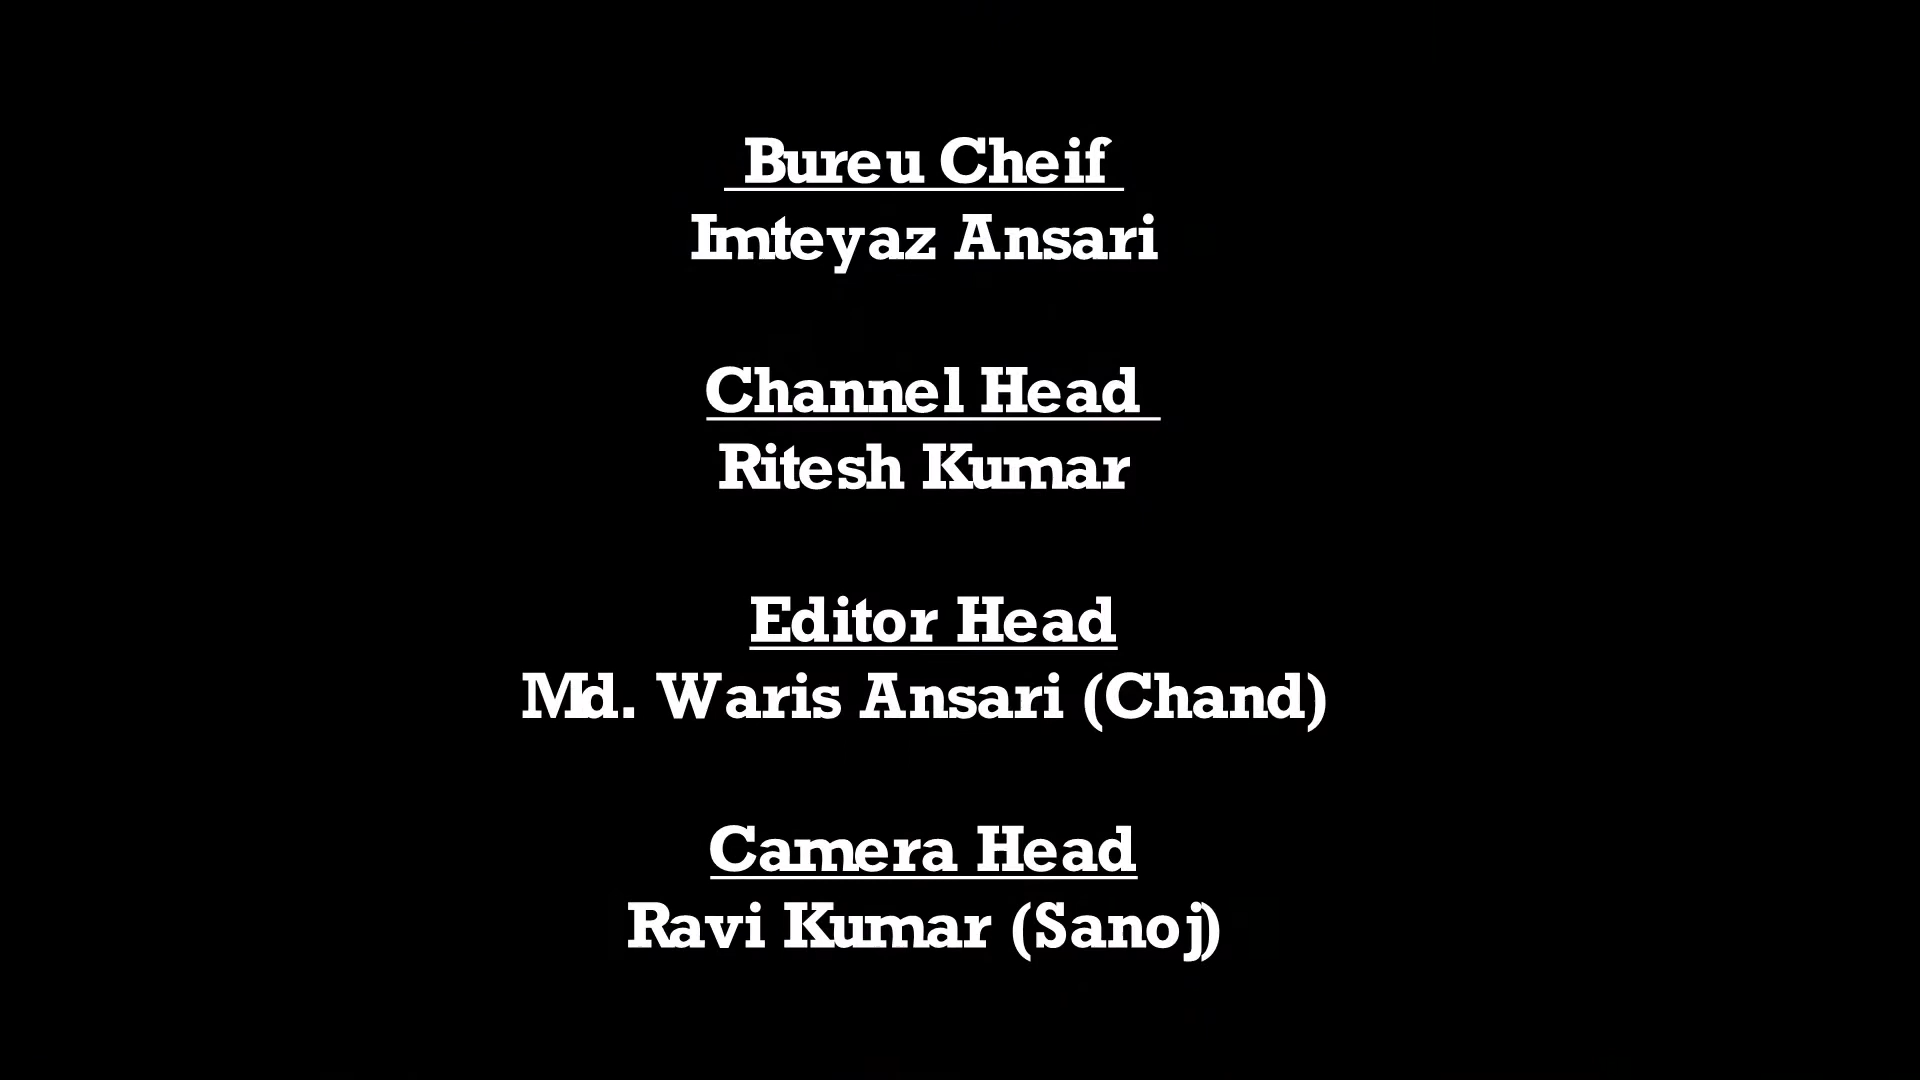 Bureu Cheif
Imteyaz Ansari
Channel Head
Ritesh Kumar
Editor Head
Md. Waris Ansari (Chand)
Camera Head
Ravi Kumar (Sanoj)